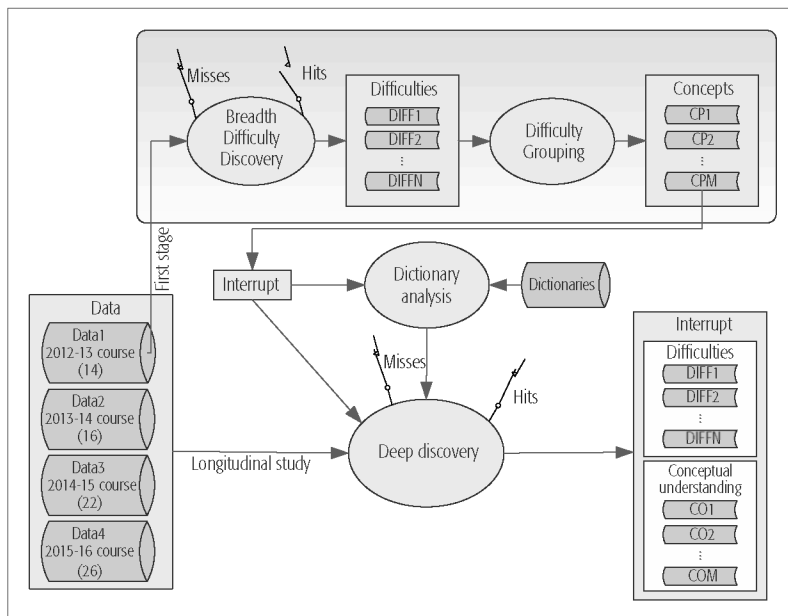 Misses
Hits
Breadth
Difficulty
Discovery
Difficulties
DIFF1
DIFF2
⋮
DIFFN
Difficulty
Grouping
Concepts
CP1
CP2
⋮
CPM
First stage
Interrupt
Dictionary
analysis
Dictionaries
Data
Data1
2012-13 course
(14)
Data2
2013-14 course
(16)
Data3
2014-15 course
(22)
Data4
2015-16 course
(26)
Longitudinal study
Misses
Hits
Deep discovery
Interrupt
Difficulties
DIFF1
DIFF2
⋮
DIFFN
Conceptual
understanding
CO1
CO2
⋮
COM